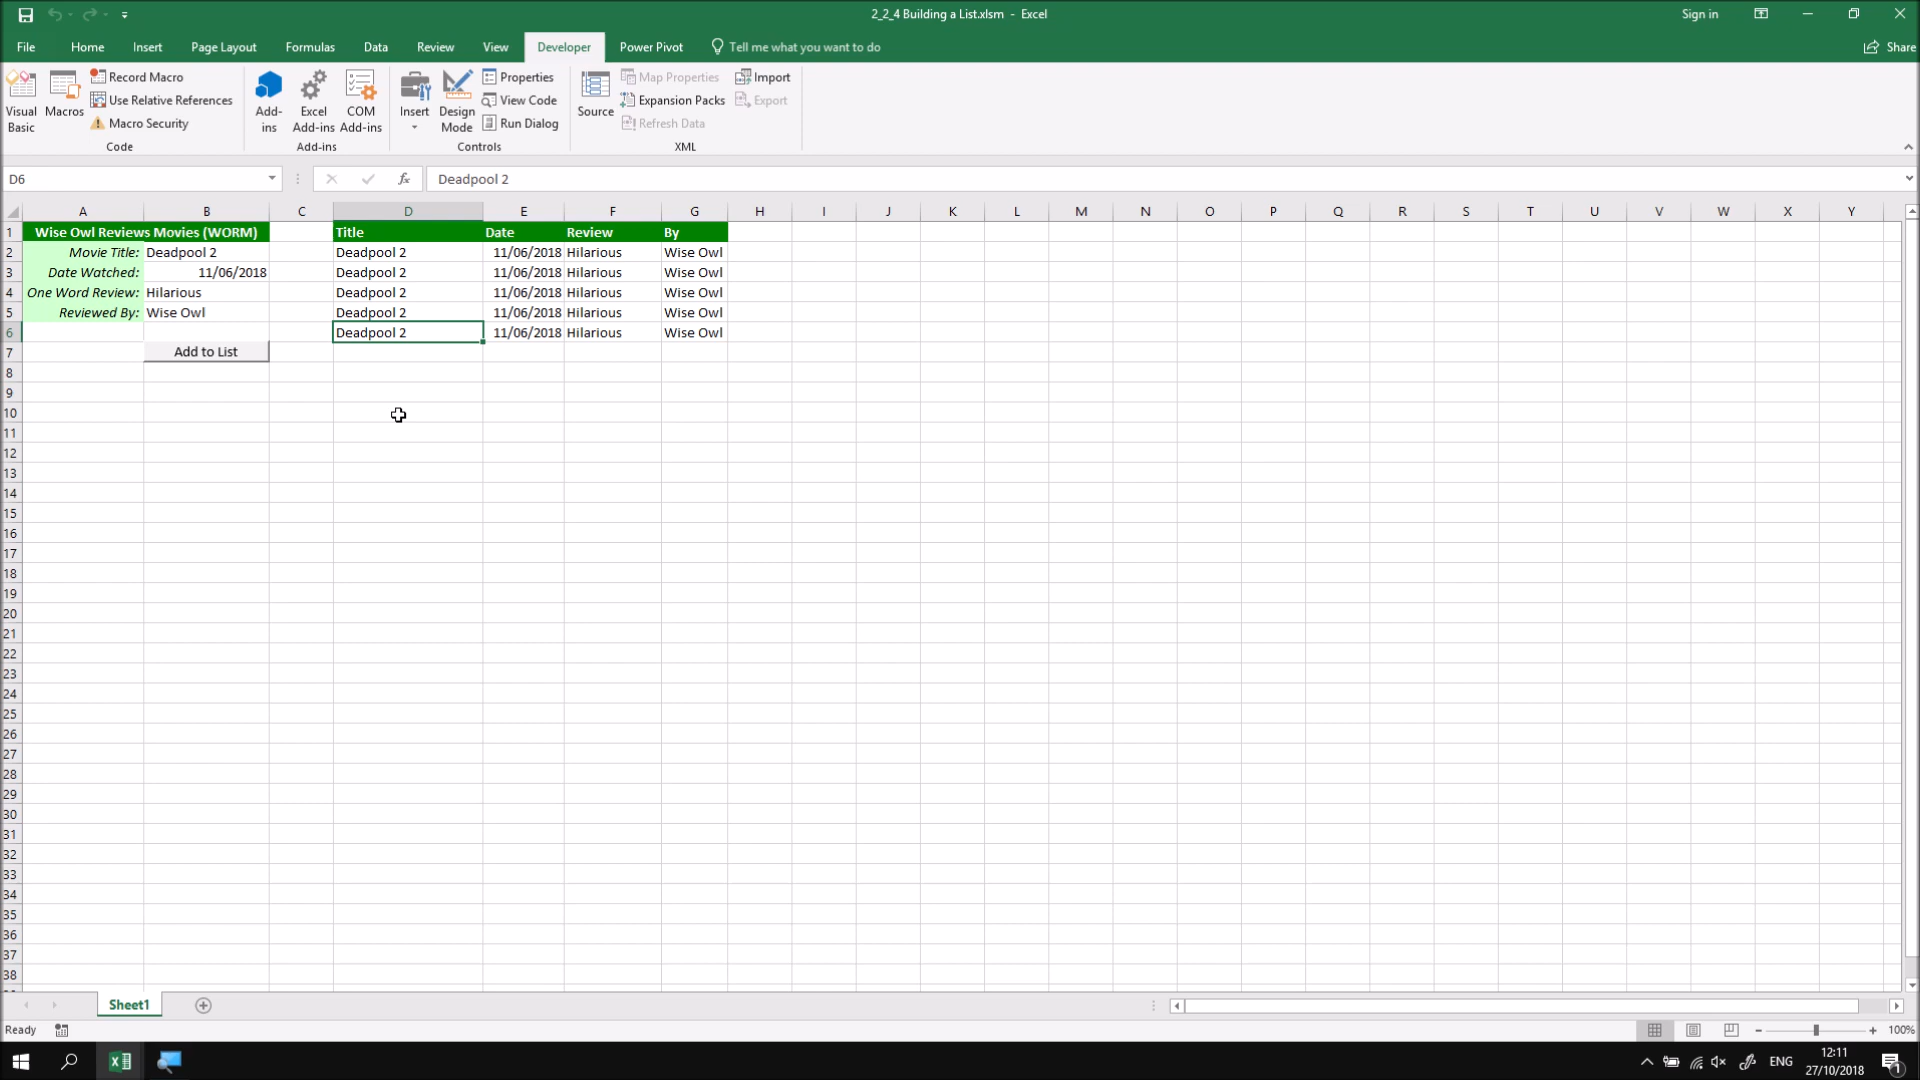 2_2_4 Building a List.xlsm - Excel
Sign in
File Home Insert Page Layout Formulas Data Review View Developer Power Pivot Tell me what you want to do Share
Visual Basic
Macros
Record Macro
Use Relative References
Macro Security
Code
Add-ins
Excel Add-ins
COM Add-ins
Add-ins
Insert
Design Mode
Properties
View Code
Run Dialog
Controls
Source
Map Properties
Expansion Packs
Refresh Data
Import
Export
XML
D6 fx Deadpool 2
A B C D E F G H I J K L M N O P Q R S T U V W X Y
1 Wise Owl Reviews Movies (WORM) Title Date Review By
2 Movie Title: Deadpool 2 Deadpool 2 11/06/2018 Hilarious Wise Owl
3 Date Watched: 11/06/2018 Deadpool 2 11/06/2018 Hilarious Wise Owl
4 One Word Review: Hilarious Deadpool 2 11/06/2018 Hilarious Wise Owl
5 Reviewed By: Wise Owl Deadpool 2 11/06/2018 Hilarious Wise Owl
6 Deadpool 2 11/06/2018 Hilarious Wise Owl
7 Add to List
8
9
10
11
12
13
14
15
16
17
18
19
20
21
22
23
24
25
26
27
28
29
30
31
32
33
34
35
36
37
38
Sheet1
Ready 100%
ENG
12:11
27/10/2018
1